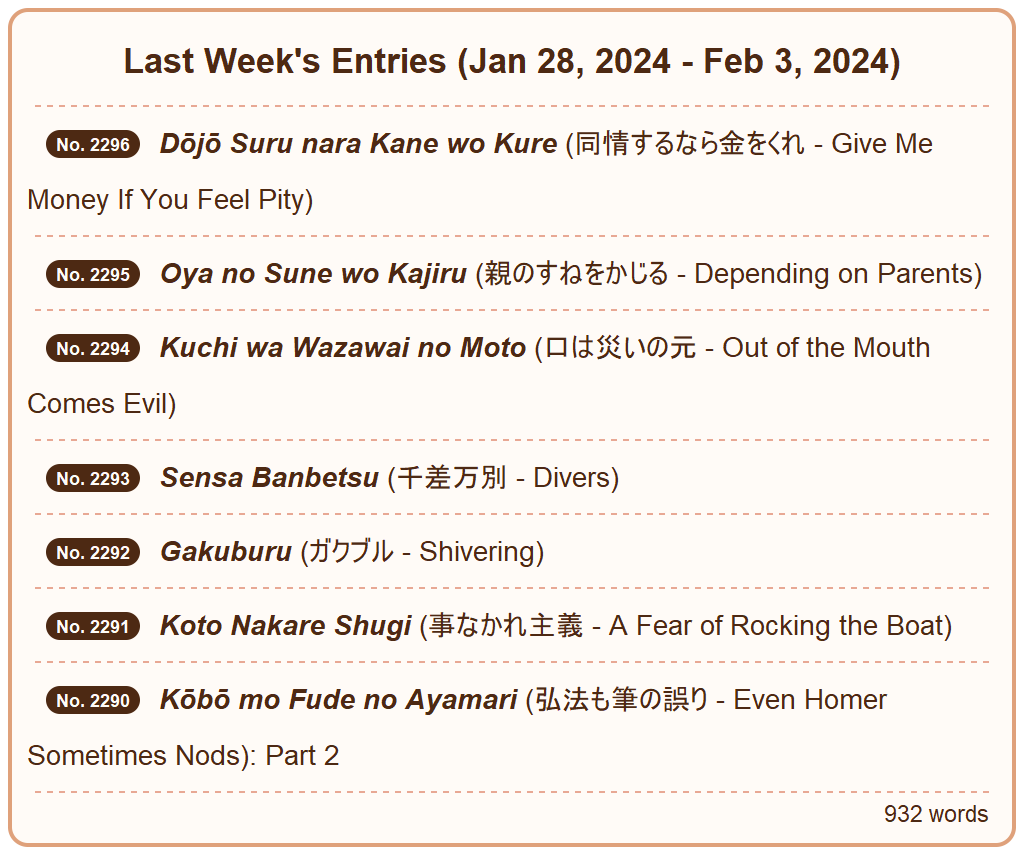 Last Week's Entries (Jan 28, 2024 - Feb 3, 2024)
No. 2296 Dōjō Suru nara Kane wo Kure (同情するなら金をくれ - Give Me
Money If You Feel Pity)
No. 2295 Oya no Sune wo Kajiru (親のすねをかじる - Depending on Parents)
No. 2294 Kuchi wa Wazawai no Moto (口は災いの元 - Out of the Mouth
Comes Evil)
No. 2293 Sensa Banbetsu (千差万別 - Divers)
No. 2292 Gakuburu (ガクブル - Shivering)
No. 2291 Koto Nakare Shugi (事なかれ主義 - A Fear of Rocking the Boat)
No. 2290 Kōbō mo Fude no Ayamari (弘法も筆の誤り - Even Homer
Sometimes Nods): Part 2
932 words